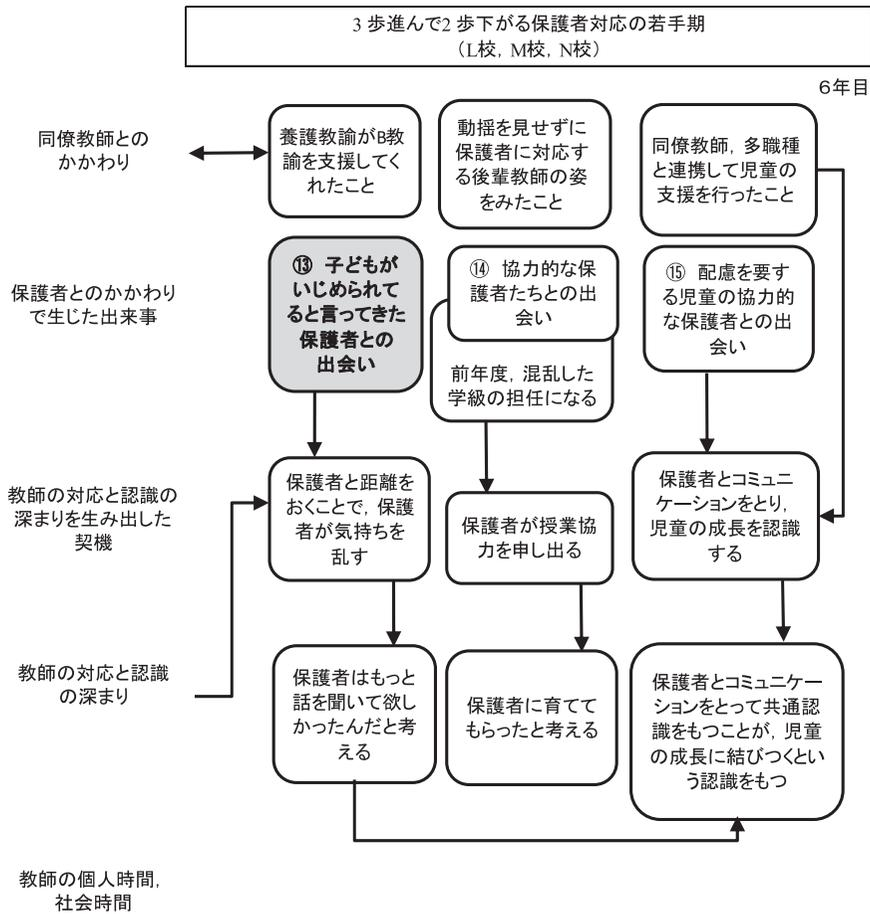 3 歩進んで2 歩下がる保護者対応の若手期
（L校，M校，N校）
6年目
同僚教師との
かかわり
養護教諭がB教
諭を支援してく
れたこと
動揺を見せずに
保護者に対応す
る後輩教師の姿
をみたこと
同僚教師，多職種
と連携して児童の
支援を行ったこと
保護者とのかかわり
で生じた出来事
⑬ 子どもが
いじめられて
ると言ってきた
保護者との
出会い
⑭ 協力的な保
護者たちとの出
会い
前年度，混乱した
学級の担任になる
⑮ 配慮を要す
る児童の協力的
な保護者との出
会い
教師の対応と認識の
深まりを生み出した
契機
保護者と距離を
おくことで，保護
者が気持ちを
乱す
保護者が授業協
力を申し出る
保護者とコミュニ
ケーションをとり，
児童の成長を認識
する
教師の対応と認識
の深まり
保護者はもっと
話を聞いて欲し
かったんだと考
える
保護者に育てて
もらったと考える
保護者とコミュニケー
ションをとって共通認
識をもつことが，児童
の成長に結びつくとい
う認識をもつ
教師の個人時間，
社会時間